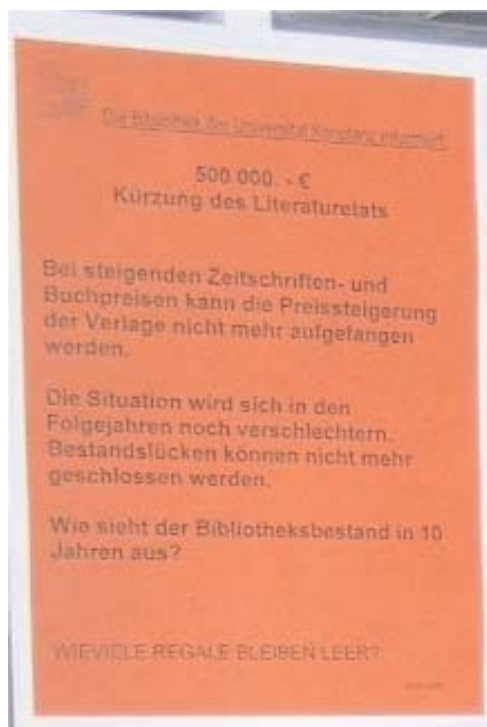 Die Bibliothek der Universität Konstanz informiert:
500 000. - €
Kürzung des Literaturetats
Bei steigenden Zeitschriften- und
Buchpreisen kann die Preissteigerung
der Verlage nicht mehr aufgefangen
werden.
Die Situation wird sich in den
Folgejahren noch verschlechtern.
Bestandslücken können nicht mehr
geschlossen werden.
Wie sieht der Bibliotheksbestand in 10
Jahren aus?
WIEVIELE REGALE BLEIBEN LEER?